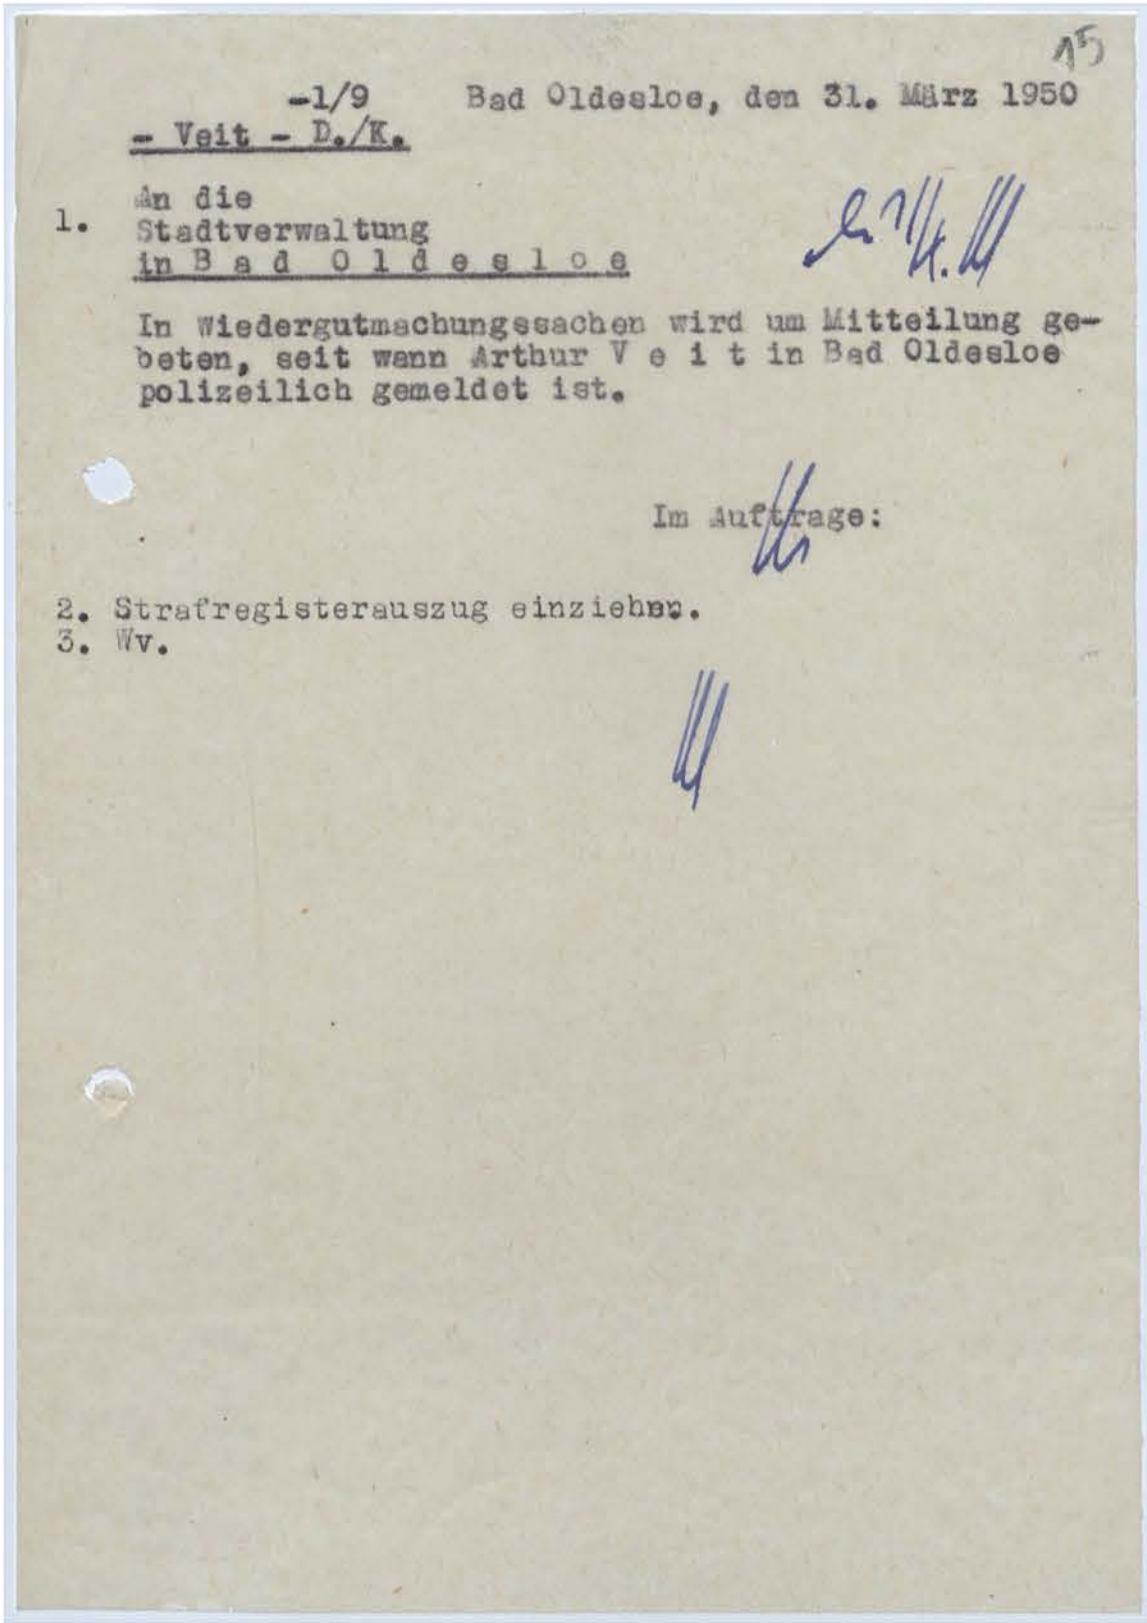 15
-1/9 Bad Oldesloe, den 31. März 1950
- Veit - D./K.
An die
1. Stadtverwaltung
in B a d  O l d e s l o e
In Wiedergutmachungssachen wird um Mitteilung ge-
beten, seit wann Arthur V e i t in Bad Oldesloe
polizeilich gemeldet ist.
Im Auftrage:
2. Strafregisterauszug einziehen.
3. Wv.